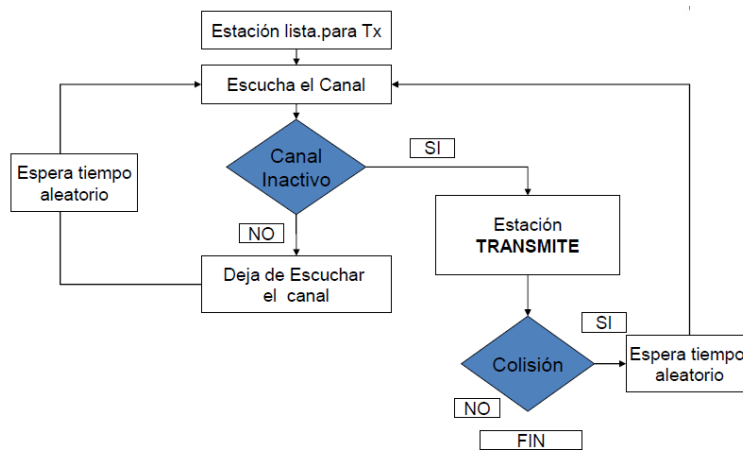 Estación lista.para Tx
Escucha el Canal
Canal
Inactivo
SI
Espera tiempo
aleatorio
Estación
TRANSMITE
NO
Deja de Escuchar
el canal
SI
Colisión
Espera tiempo
aleatorio
NO
FIN